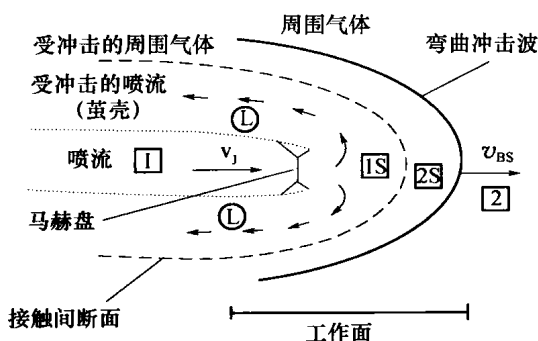 周围气体
受冲击的周围气体
弯曲冲击波
受冲击的喷流
(茧壳)
L
喷流
I
v_J
1S
2S
v_BS
2
马赫盘
L
接触间断面
工作面